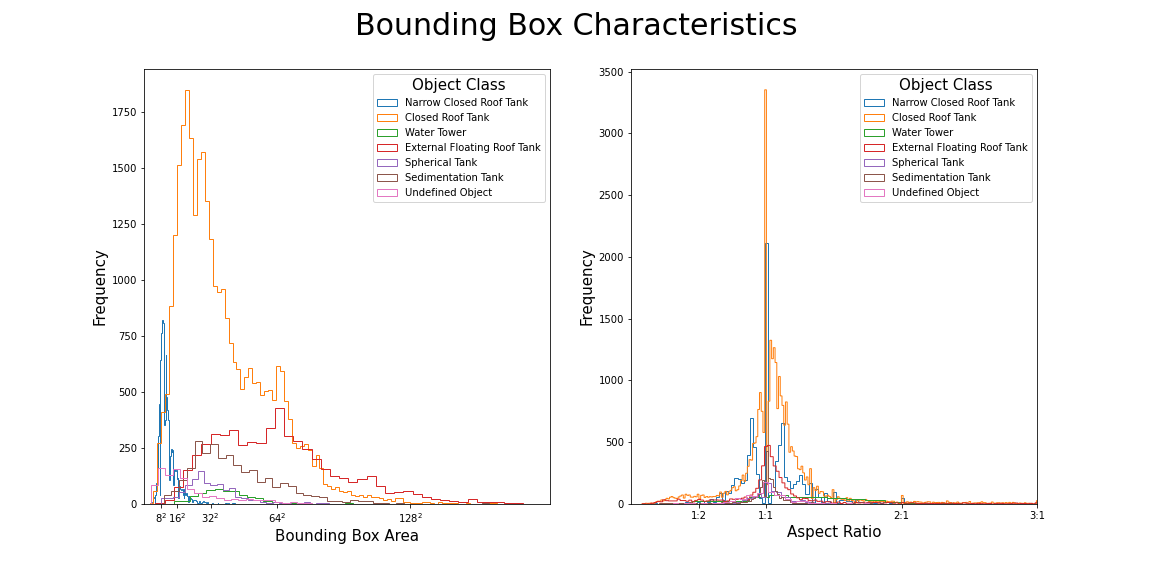 Bounding Box Characteristics
Frequency
1750
1500
1250
1000
750
500
250
0
8² 16² 32² 64² 128²
Bounding Box Area
Object Class
Narrow Closed Roof Tank
Closed Roof Tank
Water Tower
External Floating Roof Tank
Spherical Tank
Sedimentation Tank
Undefined Object
Frequency
3500
3000
2500
2000
1500
1000
500
0
1:2 1:1 2:1 3:1
Aspect Ratio
Object Class
Narrow Closed Roof Tank
Closed Roof Tank
Water Tower
External Floating Roof Tank
Spherical Tank
Sedimentation Tank
Undefined Object